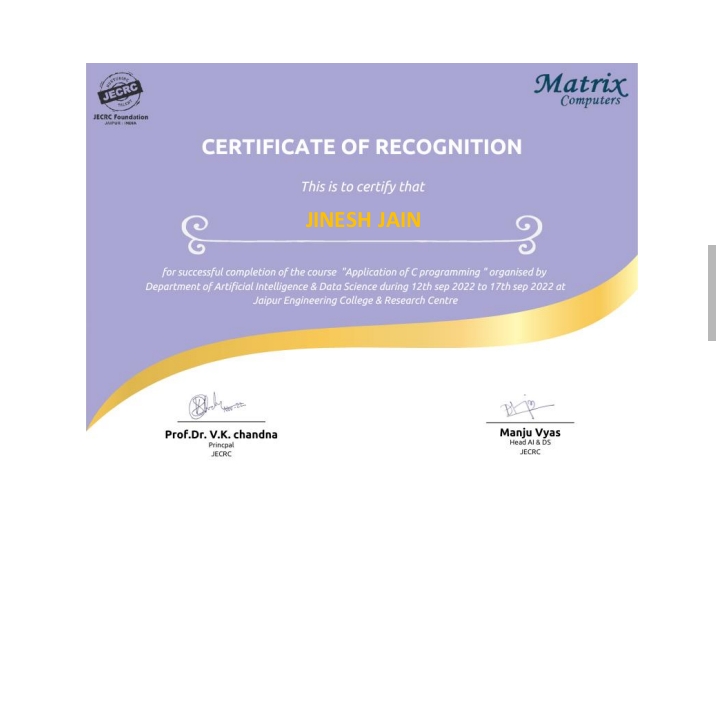 JECRC
JECRC Foundation
JAIPUR - INDIA
Matrix
Computers
CERTIFICATE OF RECOGNITION
This is to certify that
JINESH JAIN
for successful completion of the course "Application of C programming " organised by
Department of Artificial Intelligence & Data Science during 12th sep 2022 to 17th sep 2022 at
Jaipur Engineering College & Research Centre
Prof.Dr. V.K. chandna
Princpal
JECRC
Manju Vyas
Head AI & DS
JECRC